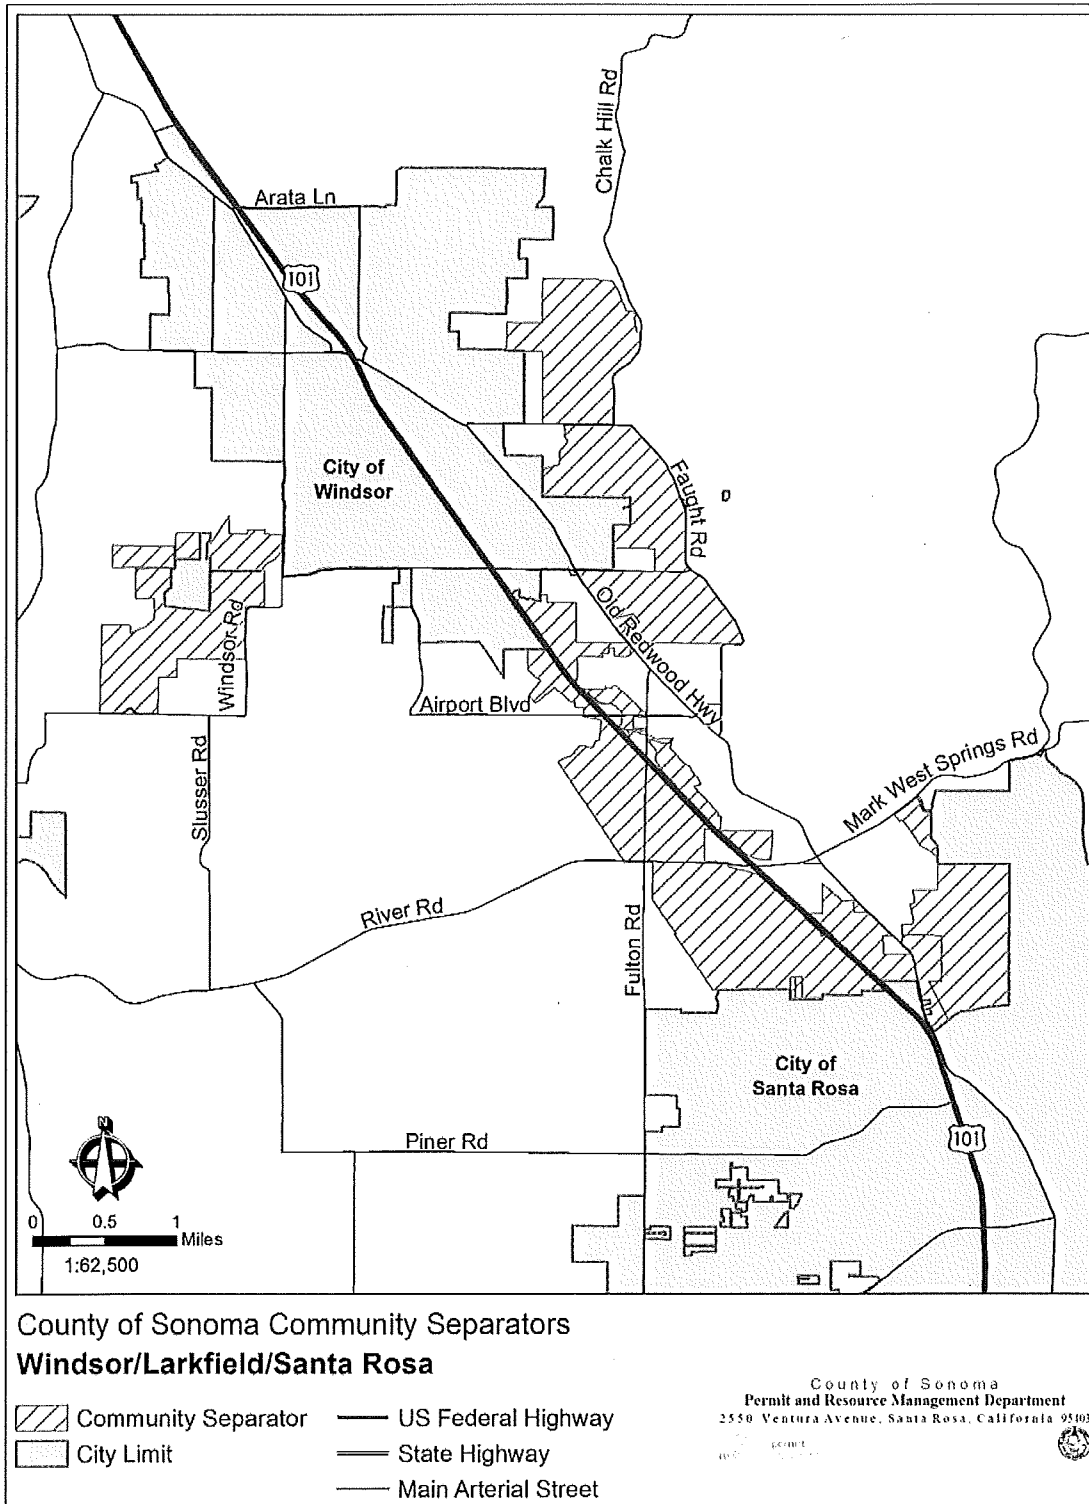 Chalk Hill Rd
Arata Ln
101
City of
Windsor
Faught Rd
Old Redwood Hwy
Windsor Rd
Airport Blvd
Slusser Rd
Mark West Springs Rd
River Rd
Fulton Rd
City of
Santa Rosa
Piner Rd
101
N
0 0.5 1
Miles
1:62,500
County of Sonoma Community Separators
Windsor/Larkfield/Santa Rosa
Community Separator
City Limit
US Federal Highway
State Highway
Main Arterial Street
County of Sonoma
Permit and Resource Management Department
2550 Ventura Avenue, Santa Rosa, California 95403